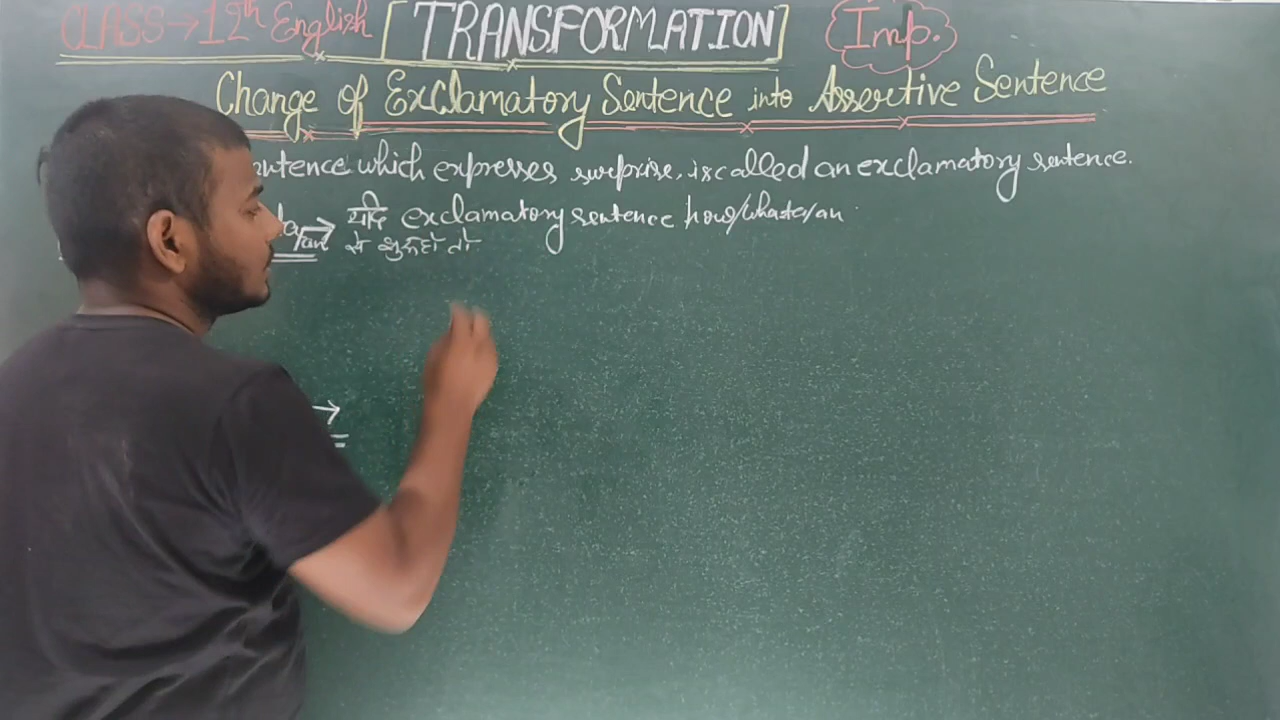 CLASS→12th English [TRANSFORMATION] Imp.
Change of Exclamatory Sentence into Assertive Sentence
which expresses surprise, is called an exclamatory sentence.
→ यदि exclamatory sentence how/what a/an
से शुरू हो तो
→